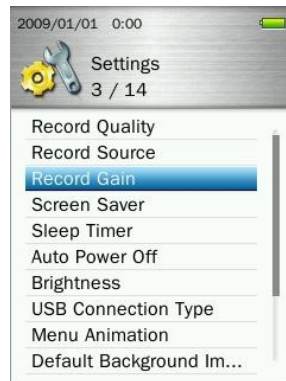 2009/01/01 0:00
Settings
3 / 14
Record Quality
Record Source
Record Gain
Screen Saver
Sleep Timer
Auto Power Off
Brightness
USB Connection Type
Menu Animation
Default Background Im...